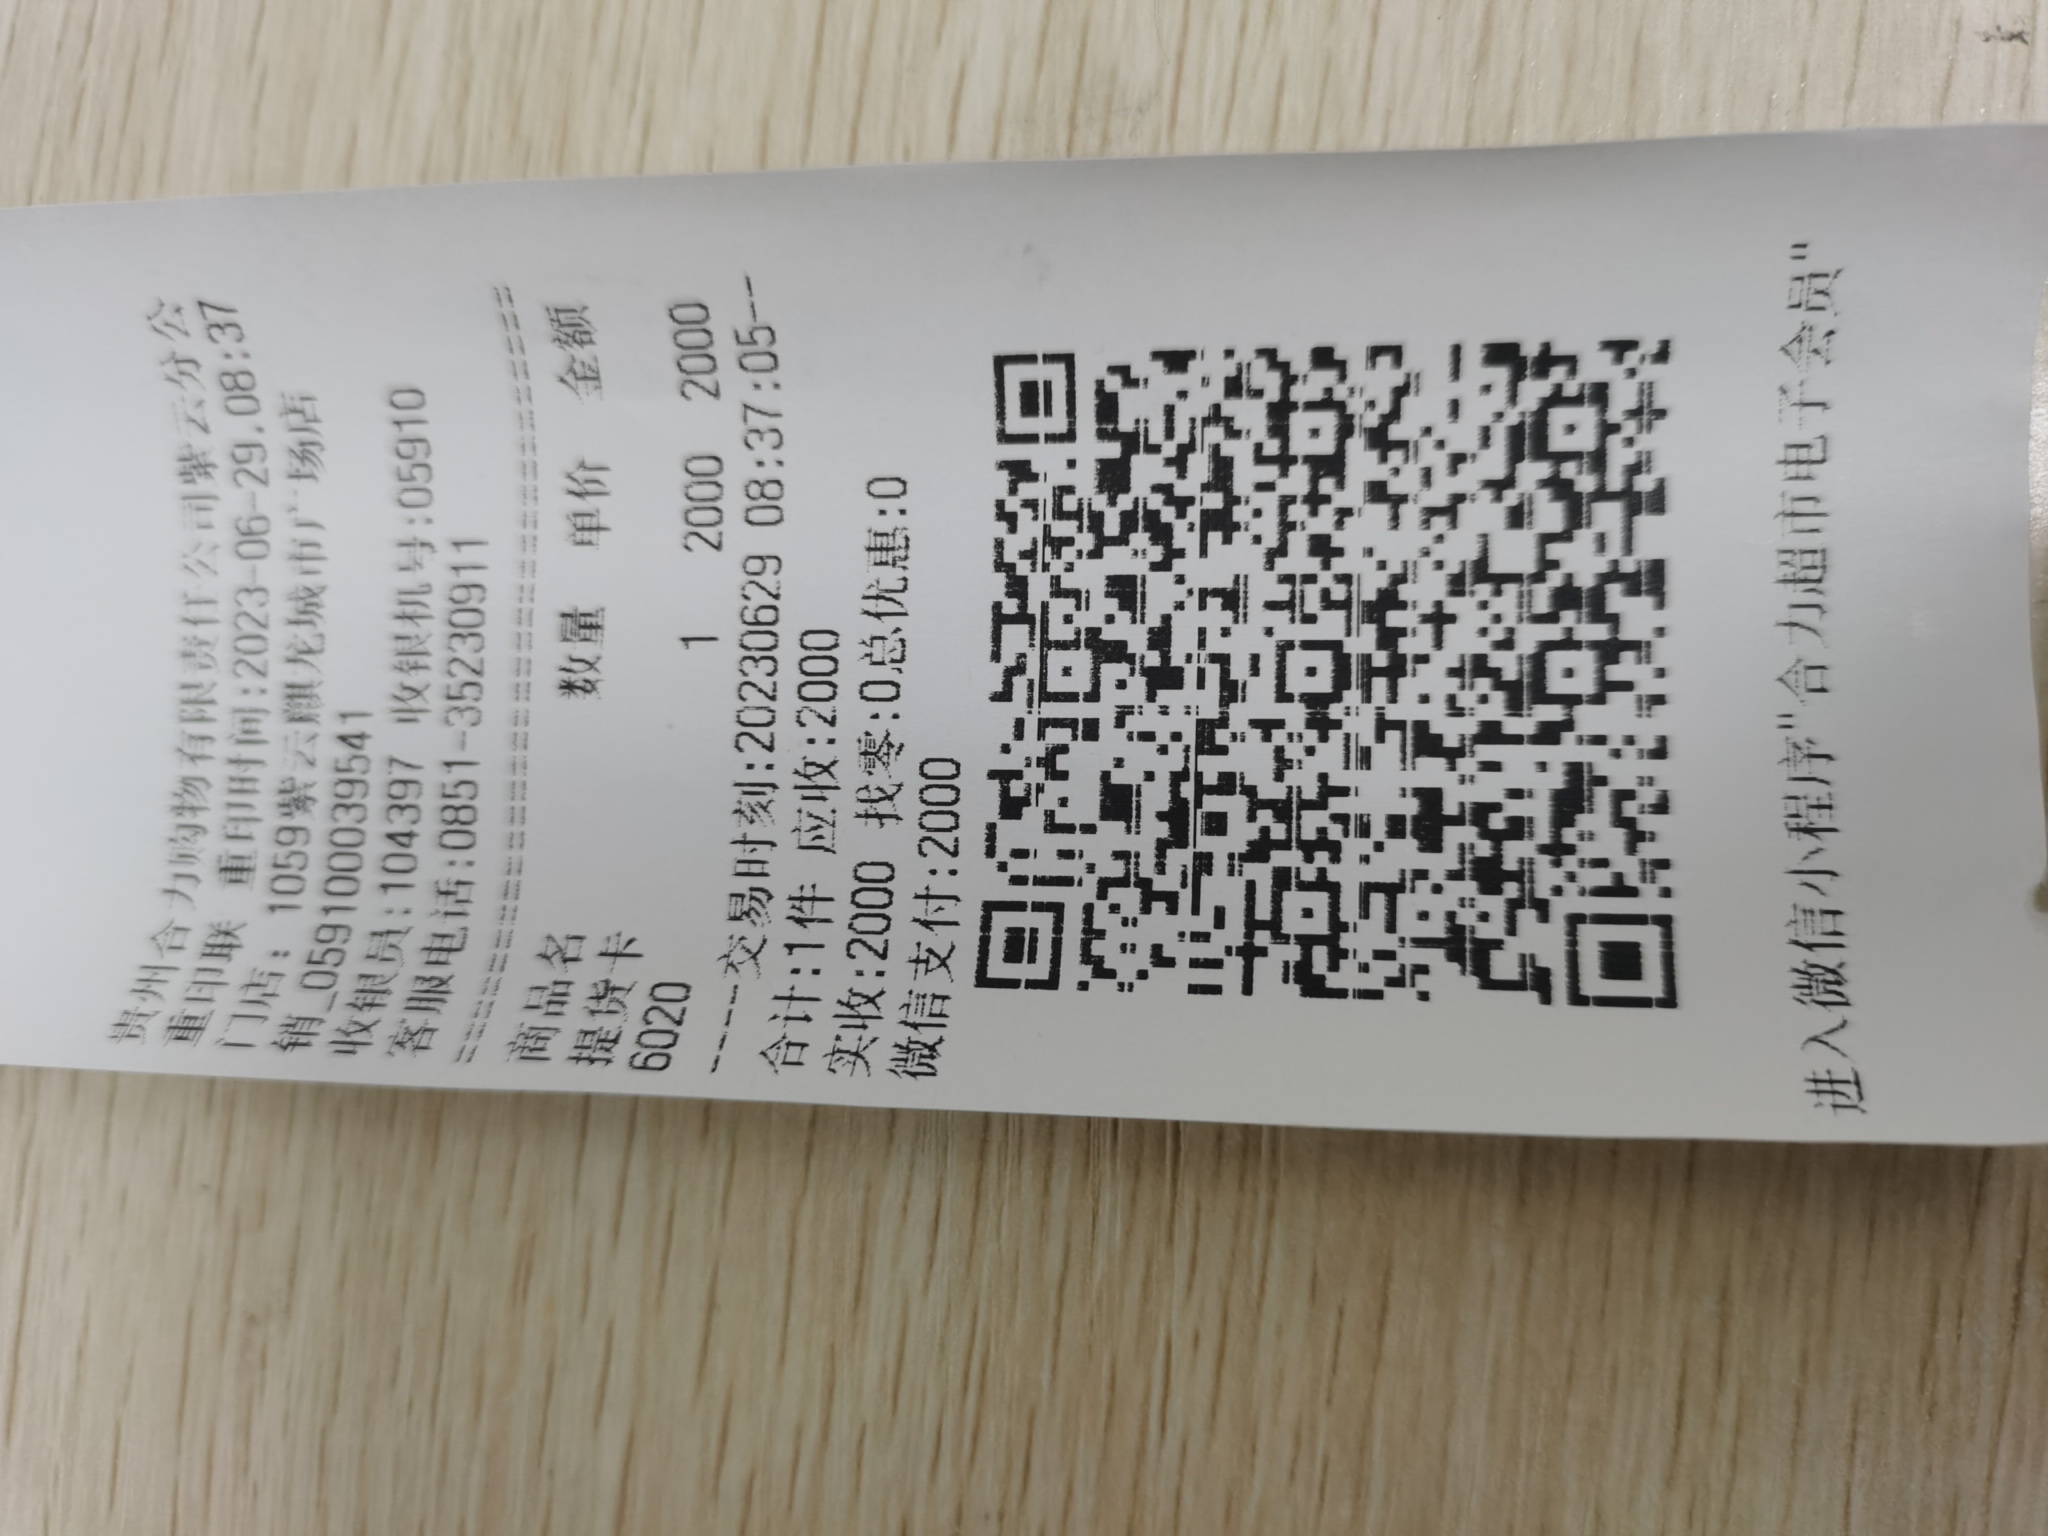 贵州合力购物有限责任公司紫云分公
重印联 重印时间:2023-06-29.08:37
门店: 1059紫云麒龙城市广场店
销_0591000039541
收银员:104397 收银机号:05910
客服电话:0851-35230911
================================
商品名 数量 单价 金额
提货卡
6020 1 2000 2000
----交易时刻:20230629 08:37:05--
合计:1件 应收:2000
实收:2000 找零:0总优惠:0
微信支付:2000
进入微信小程序"合力超市电子会员"